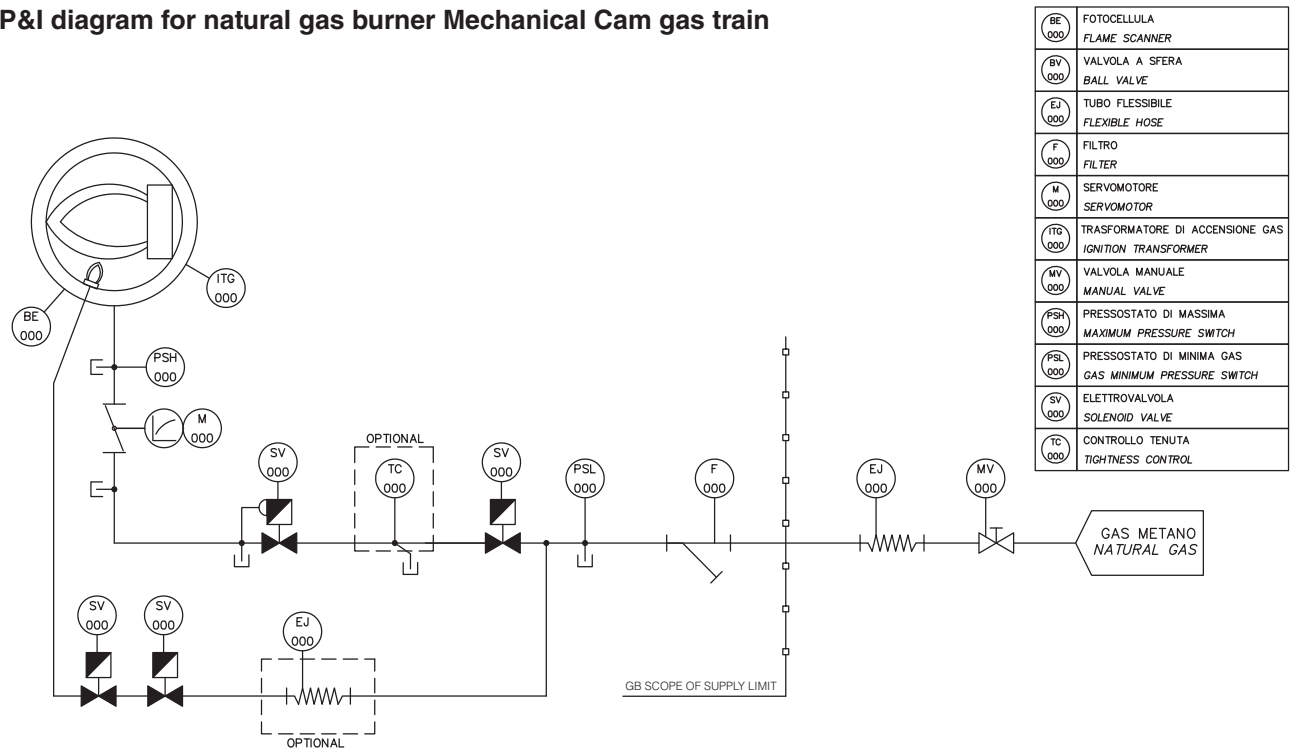 P&I diagram for natural gas burner Mechanical Cam gas train
BE
000
FOTOCELLULA
FLAME SCANNER
BV
000
VALVOLA A SFERA
BALL VALVE
EJ
000
TUBO FLESSIBILE
FLEXIBLE HOSE
F
000
FILTRO
FILTER
M
000
SERVOMOTORE
SERVOMOTOR
ITG
000
TRASFORMATORE DI ACCENSIONE GAS
IGNITION TRANSFORMER
MV
000
VALVOLA MANUALE
MANUAL VALVE
PSH
000
PRESSOSTATO DI MASSIMA
MAXIMUM PRESSURE SWITCH
PSL
000
PRESSOSTATO DI MINIMA GAS
GAS MINIMUM PRESSURE SWITCH
SV
000
ELETTROVALVOLA
SOLENOID VALVE
TC
000
CONTROLLO TENUTA
TIGHTNESS CONTROL
ITG
000
BE
000
PSH
000
M
000
SV
000
OPTIONAL
TC
000
SV
000
PSL
000
F
000
EJ
000
MV
000
GAS METANO
NATURAL GAS
SV
000
SV
000
EJ
000
OPTIONAL
GB SCOPE OF SUPPLY LIMIT